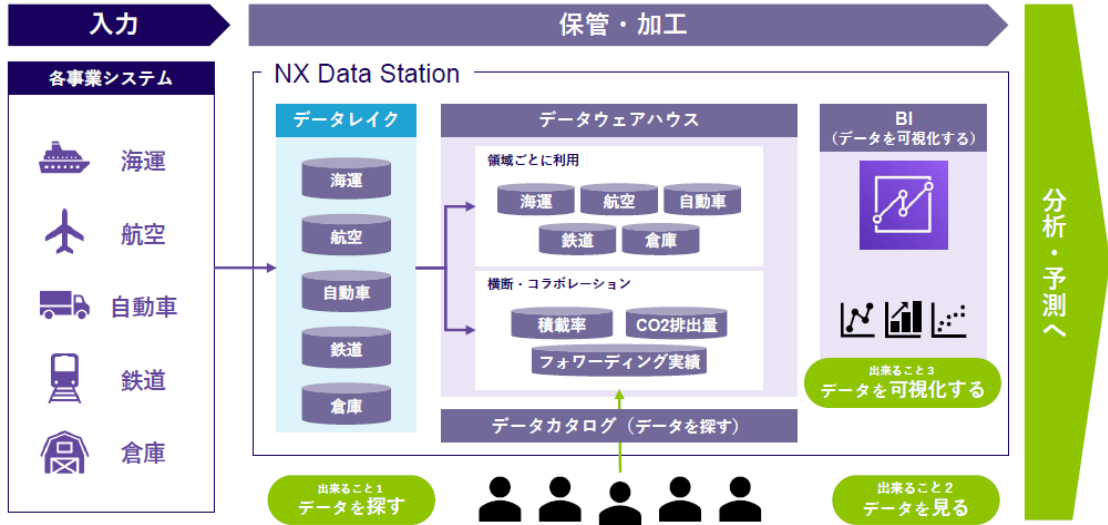 入力
保管・加工
各事業システム
海運
航空
自動車
鉄道
倉庫
NX Data Station
データレイク
海運
航空
自動車
鉄道
倉庫
データウェアハウス
領域ごとに利用
海運
航空
自動車
鉄道
倉庫
横断・コラボレーション
積載率
CO2排出量
フォワーディング実績
データカタログ（データを探す）
BI
（データを可視化する）
出来ること3
データを可視化する
出来ること1
データを探す
出来ること2
データを見る
分析・予測へ